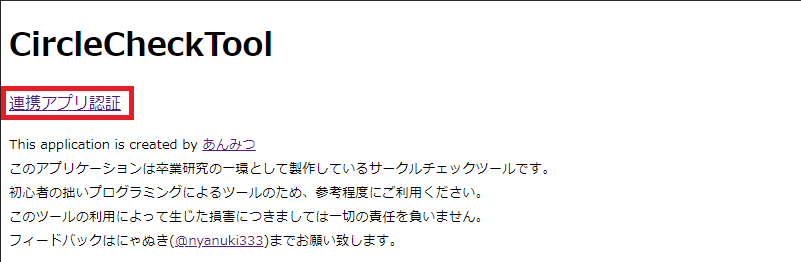 CircleCheckTool
連携アプリ認証
This application is created by あんみつ
このアプリケーションは卒業研究の一環として製作しているサークルチェックツールです。
初心者の拙いプログラミングによるツールのため、参考程度にご利用ください。
このツールの利用によって生じた損害につきましては一切の責任を負いません。
フィードバックはにゃぬき(@nyanuki333)までお願い致します。